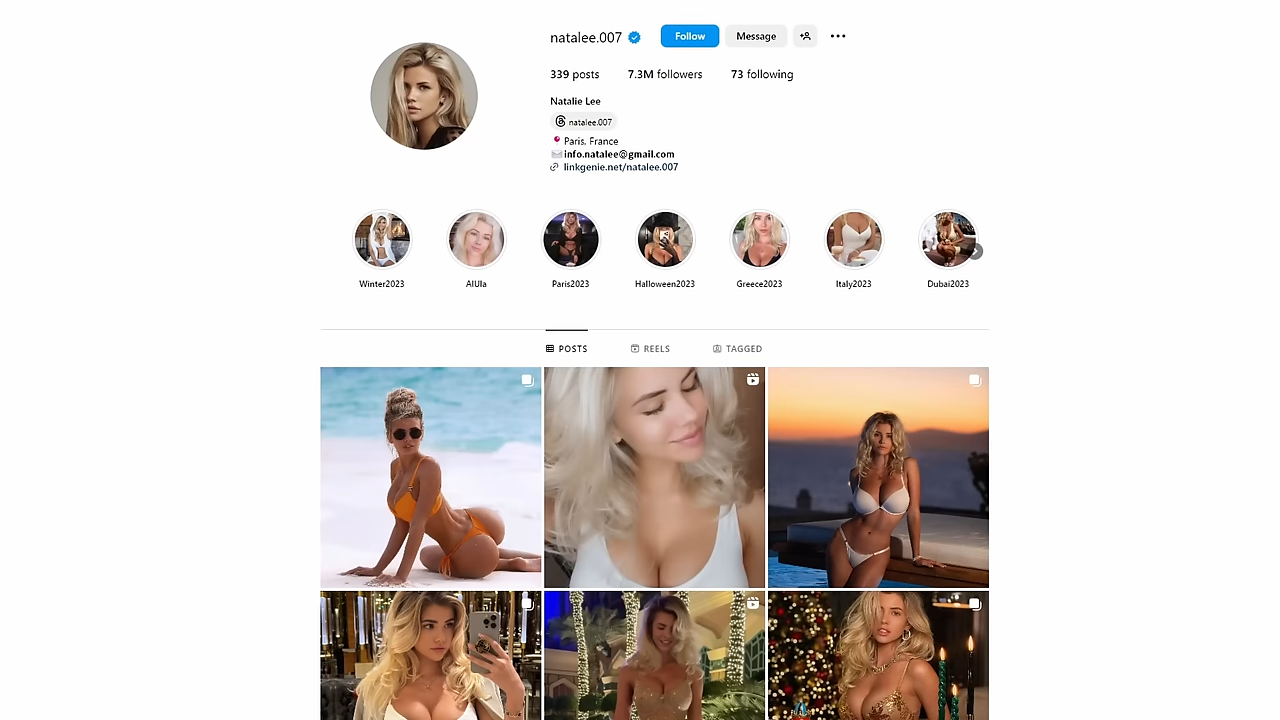 natalee.007 Follow Message
339 posts 7.3M followers 73 following
Natalie Lee
natalee.007
Paris, France
info.natalee@gmail.com
linkgenie.net/natalee.007
Winter2023 AlUla Paris2023 Halloween2023 Greece2023 Italy2023 Dubai2023
POSTS REELS TAGGED